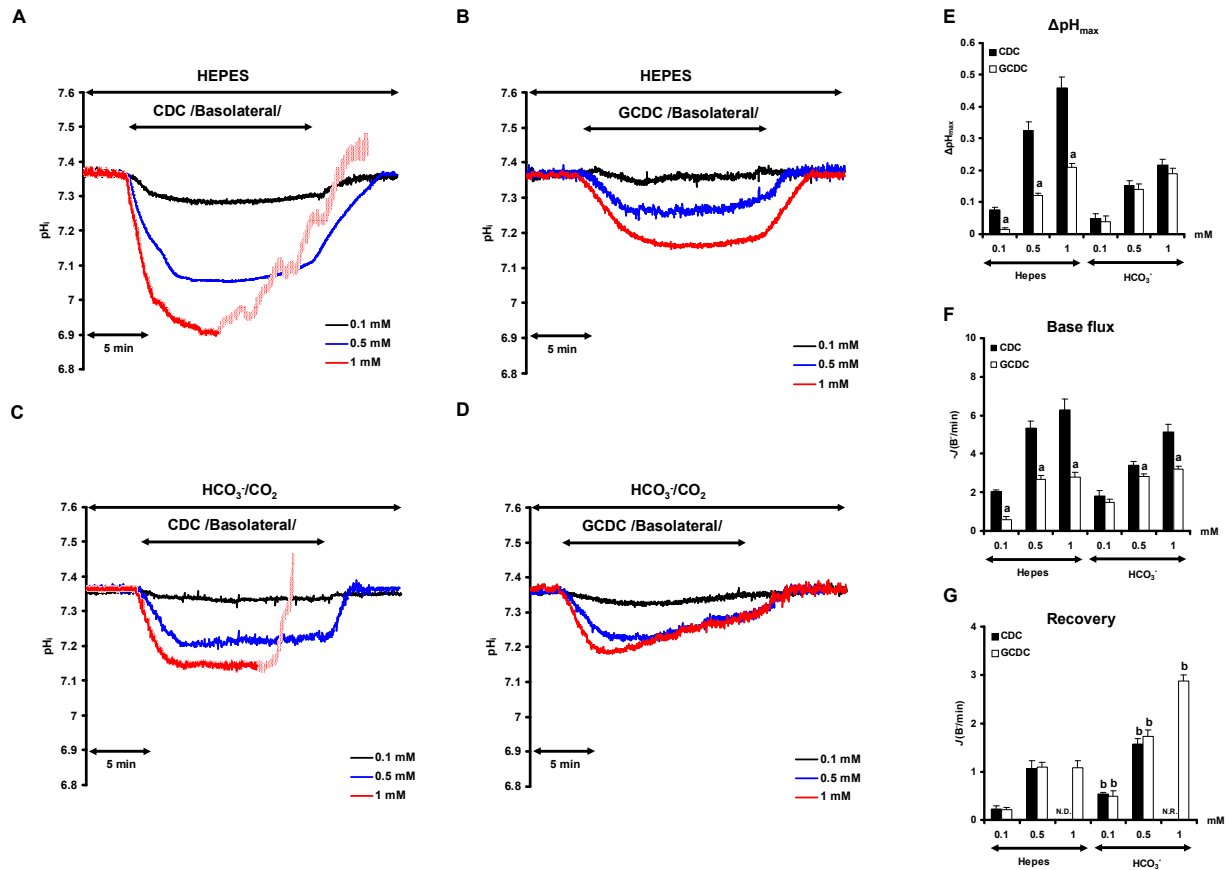 A
HEPES
CDC /Basolateral/
7.6
7.5
7.4
7.3
7.2
7.1
7
6.9
6.8
pHi
5 min
0.1 mM
0.5 mM
1 mM
B
HEPES
GCDC /Basolateral/
7.6
7.5
7.4
7.3
7.2
7.1
7
6.9
6.8
pHi
5 min
0.1 mM
0.5 mM
1 mM
C
HCO3-/CO2
CDC /Basolateral/
7.6
7.5
7.4
7.3
7.2
7.1
7
6.9
6.8
pHi
5 min
0.1 mM
0.5 mM
1 mM
D
HCO3-/CO2
GCDC /Basolateral/
7.6
7.5
7.4
7.3
7.2
7.1
7
6.9
6.8
pHi
5 min
0.1 mM
0.5 mM
1 mM
E
ΔpHmax
CDC
GCDC
0.6
0.5
0.4
0.3
0.2
0.1
0
ΔpHmax
a
a
a
0.1 0.5 1 0.1 0.5 1 mM
Hepes HCO3-
F
Base flux
CDC
GCDC
10
8
6
4
2
0
-J(B-/min)
a
a
a
a
a
0.1 0.5 1 0.1 0.5 1 mM
Hepes HCO3-
G
Recovery
CDC
GCDC
4
3
2
1
0
J(B-/min)
N.D.
b b
b b
N.R.
b
0.1 0.5 1 0.1 0.5 1 mM
Hepes HCO3-